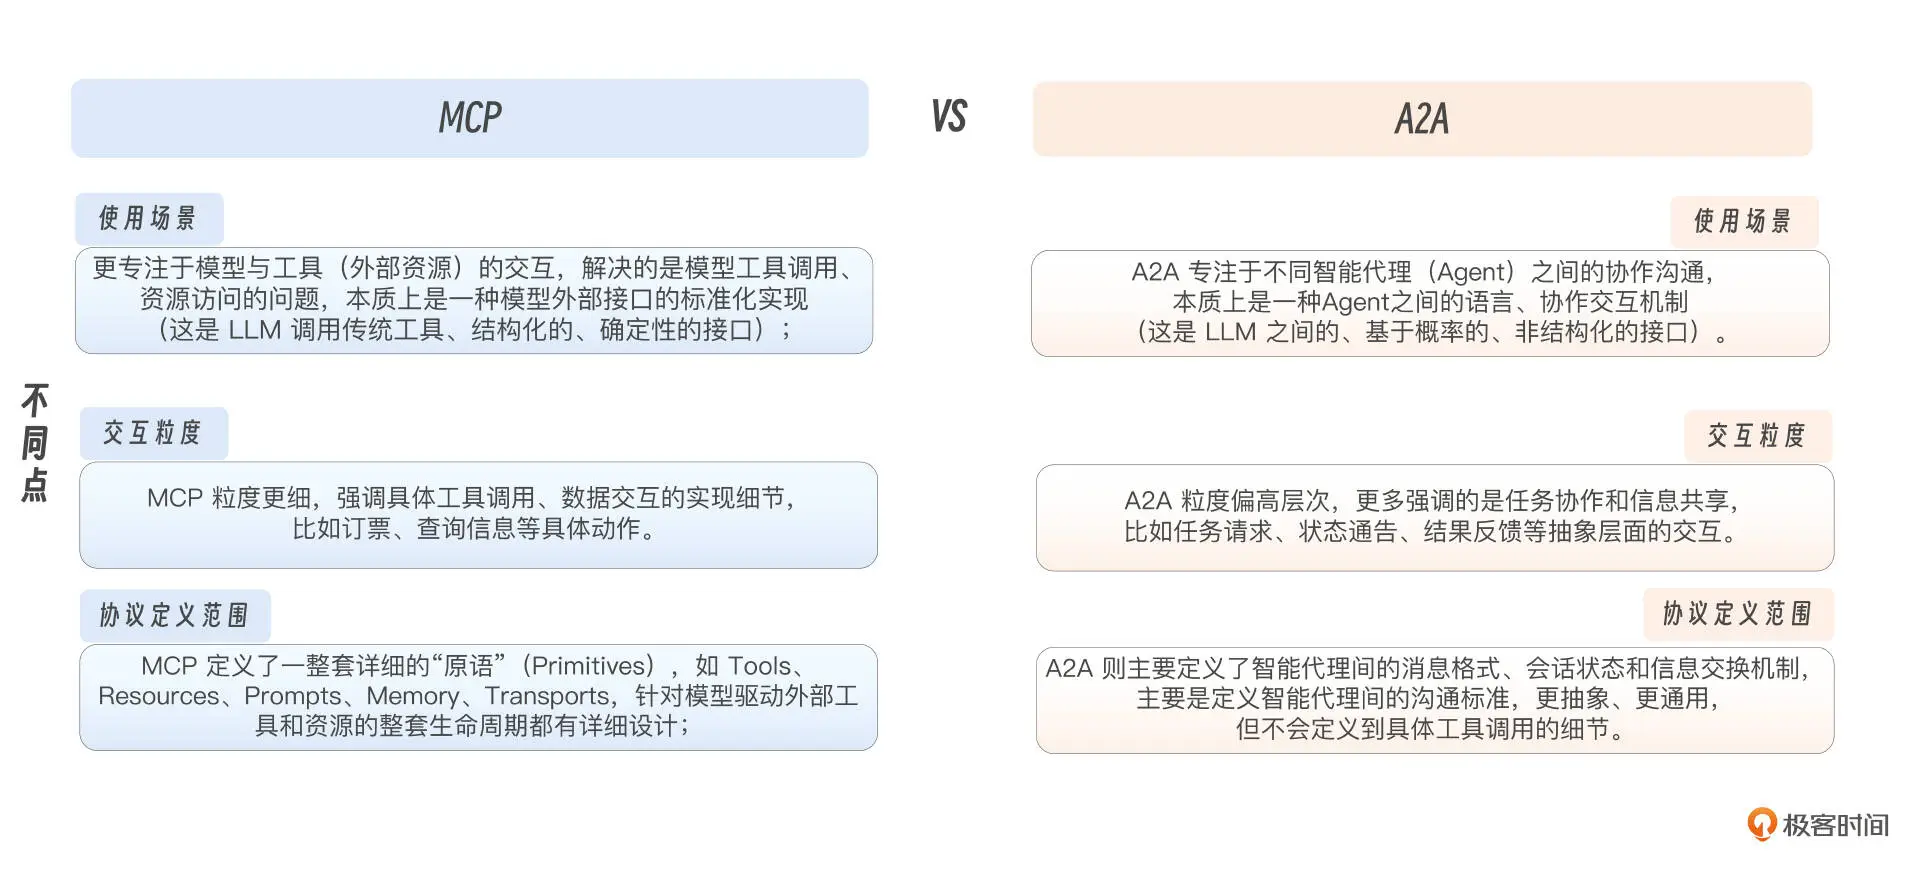 MCP
VS
A2A
不同点
使用场景
更专注于模型与工具（外部资源）的交互，解决的是模型工具调用、
资源访问的问题，本质上是一种模型外部接口的标准化实现
（这是 LLM 调用传统工具、结构化的、确定性的接口）；
使用场景
A2A 专注于不同智能代理（Agent）之间的协作沟通，
本质上是一种Agent之间的语言、协作交互机制
（这是 LLM 之间的、基于概率的、非结构化的接口）。
交互粒度
MCP 粒度更细，强调具体工具调用、数据交互的实现细节，
比如订票、查询信息等具体动作。
交互粒度
A2A 粒度偏高层次，更多强调的是任务协作和信息共享，
比如任务请求、状态通告、结果反馈等抽象层面的交互。
协议定义范围
MCP 定义了一整套详细的“原语”（Primitives），如 Tools、
Resources、Prompts、Memory、Transports，针对模型驱动外部工
具和资源的整套生命周期都有详细设计；
协议定义范围
A2A 则主要定义了智能代理间的消息格式、会话状态和信息交换机制，
主要是定义智能代理间的沟通标准，更抽象、更通用，
但不会定义到具体工具调用的细节。
极客时间